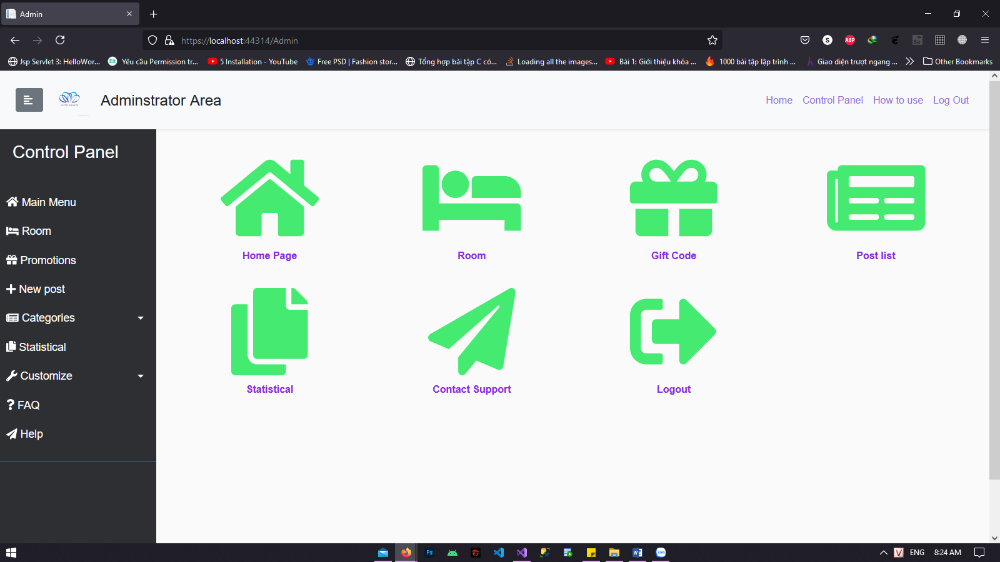 Admin
https://localhost:44314/Admin
Jsp Servlet 3: HelloWor...
Yêu cầu Permission tr...
5 Installation - YouTube
Free PSD | Fashion stor...
Tổng hợp bài tập C có...
Loading all the images...
Bài 1: Giới thiệu khóa ...
1000 bài tập lập trình ...
Giao diện trượt ngang ...
Other Bookmarks
Adminstrator Area
Home
Control Panel
How to use
Log Out
Control Panel
Main Menu
Room
Promotions
New post
Categories
Statistical
Customize
FAQ
Help
Home Page
Room
Gift Code
Post list
Statistical
Contact Support
Logout
ENG
8:24 AM